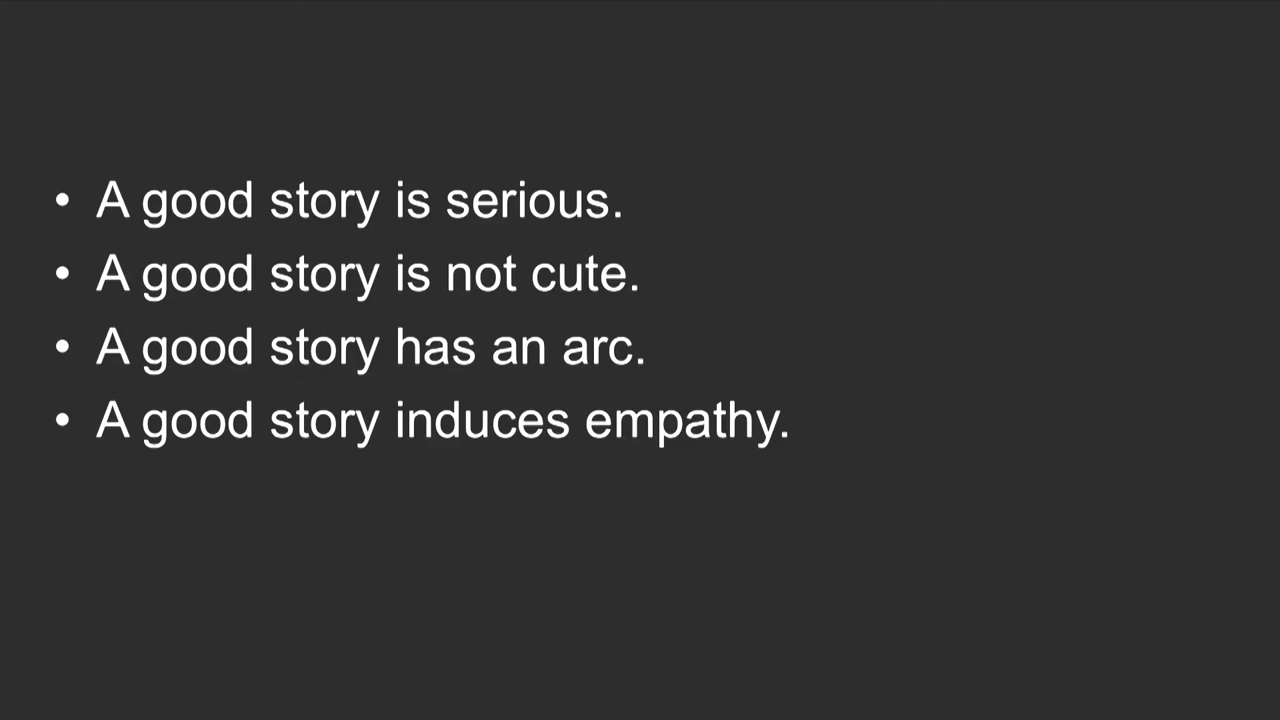 • A good story is serious.
• A good story is not cute.
• A good story has an arc.
• A good story induces empathy.